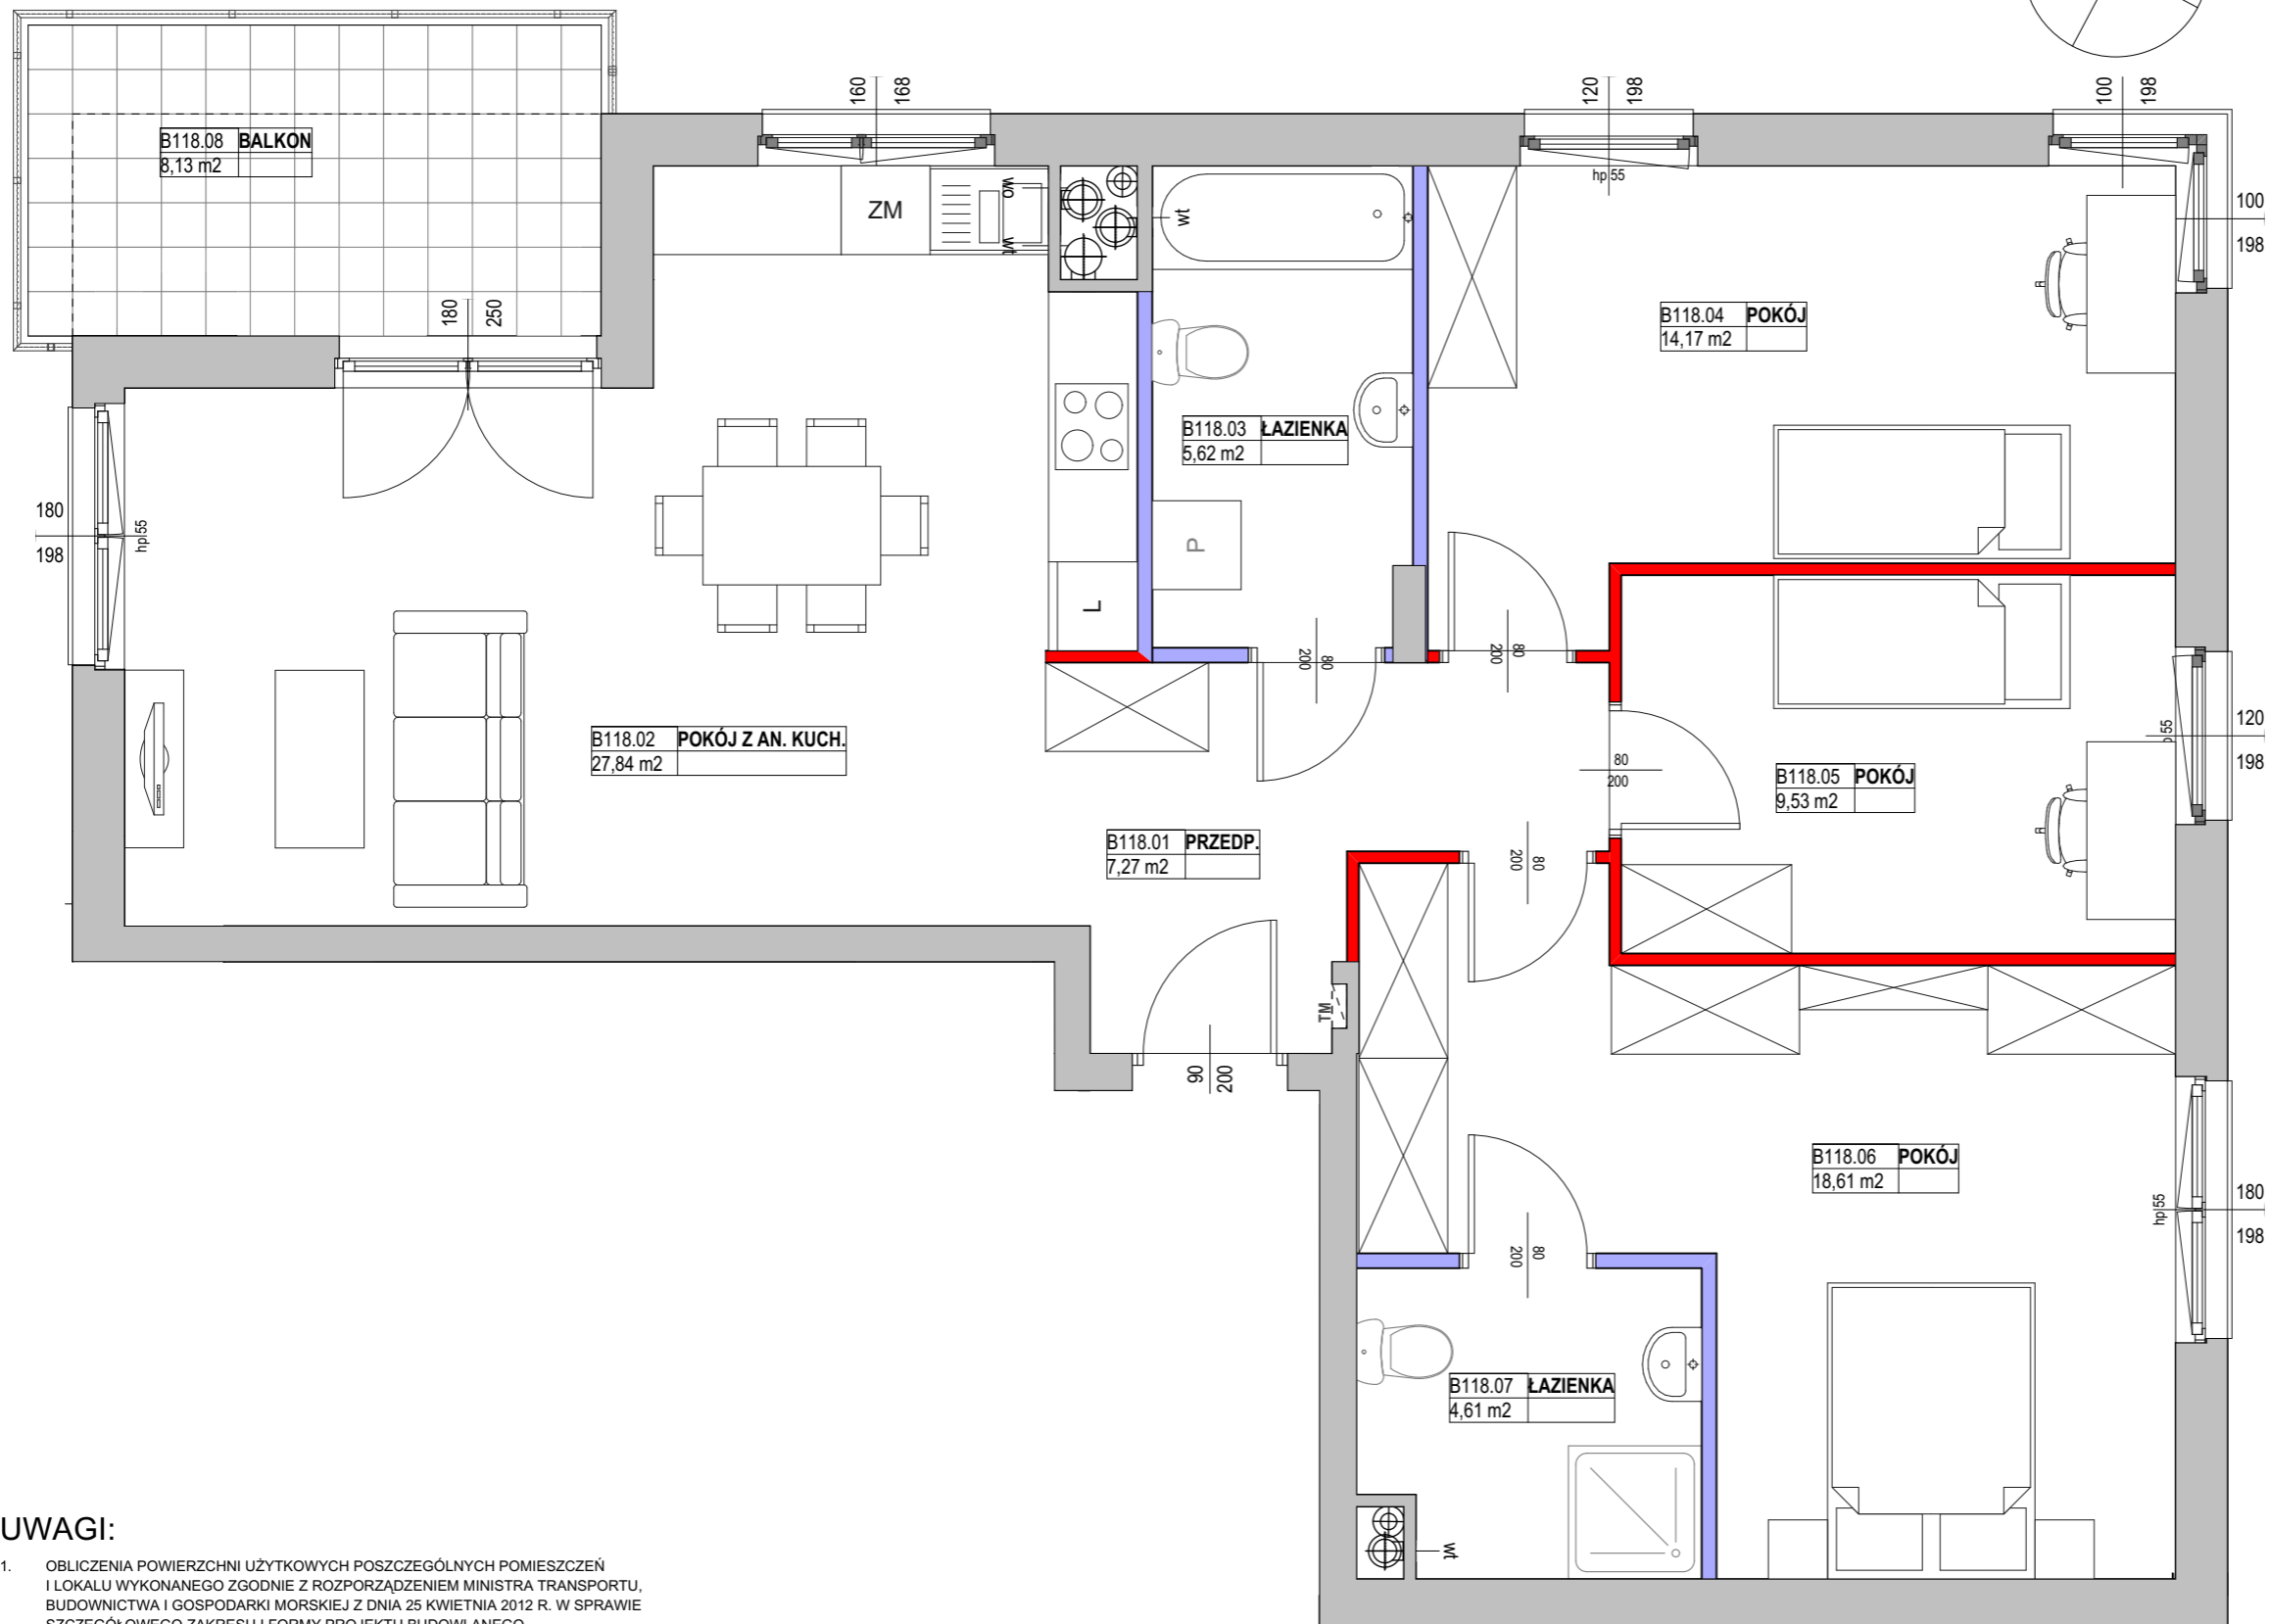 160
168
120
198
100
198
B118.08 BALKON
8,13 m2
ZM
wo
wt
wt
hp 55
100
198
180
250
B118.04 POKÓJ
14,17 m2
B118.03 ŁAZIENKA
5,62 m2
180
198
hp 55
P
L
80
200
80
200
B118.02 POKÓJ Z AN. KUCH.
27,84 m2
80
200
B118.05 POKÓJ
9,53 m2
55
120
198
B118.01 PRZEDP.
7,27 m2
80
200
TM
90
200
B118.06 POKÓJ
18,61 m2
hp 55
180
198
80
200
B118.07 ŁAZIENKA
4,61 m2
wt
UWAGI:
1. OBLICZENIA POWIERZCHNI UŻYTKOWYCH POSZCZEGÓLNYCH POMIESZCZEŃ
I LOKALU WYKONANEGO ZGODNIE Z ROZPORZĄDZENIEM MINISTRA TRANSPORTU,
BUDOWNICTWA I GOSPODARKI MORSKIEJ Z DNIA 25 KWIETNIA 2012 R. W SPRAWIE
SZCZEGÓŁOWEGO ZAKRESU I FORMY PROJEKTU BUDOWLANEGO